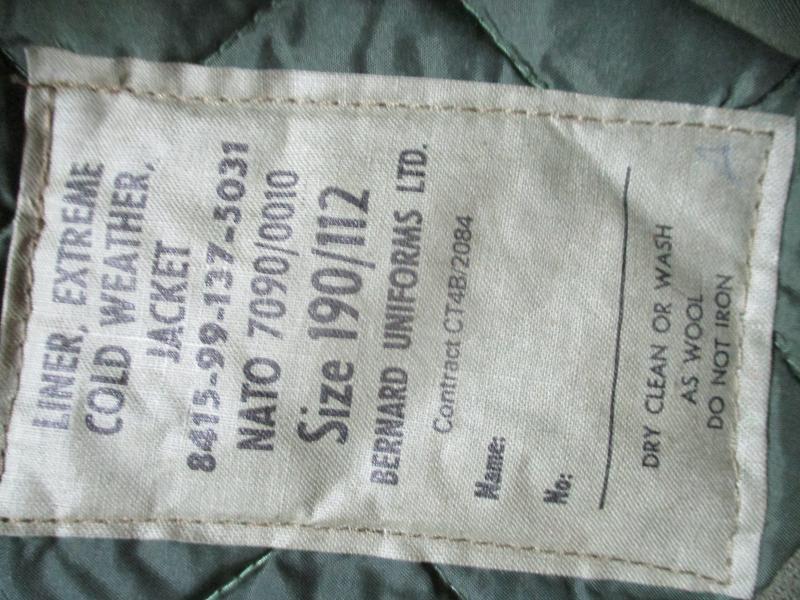 LINER, EXTREME
COLD WEATHER,
JACKET
8415-99-137-5031
NATO 7090/0010
Size 190/112
BERNARD UNIFORMS LTD.
Contract CT4B/2084
Name:
No:
DRY CLEAN OR WASH
AS WOOL
DO NOT IRON